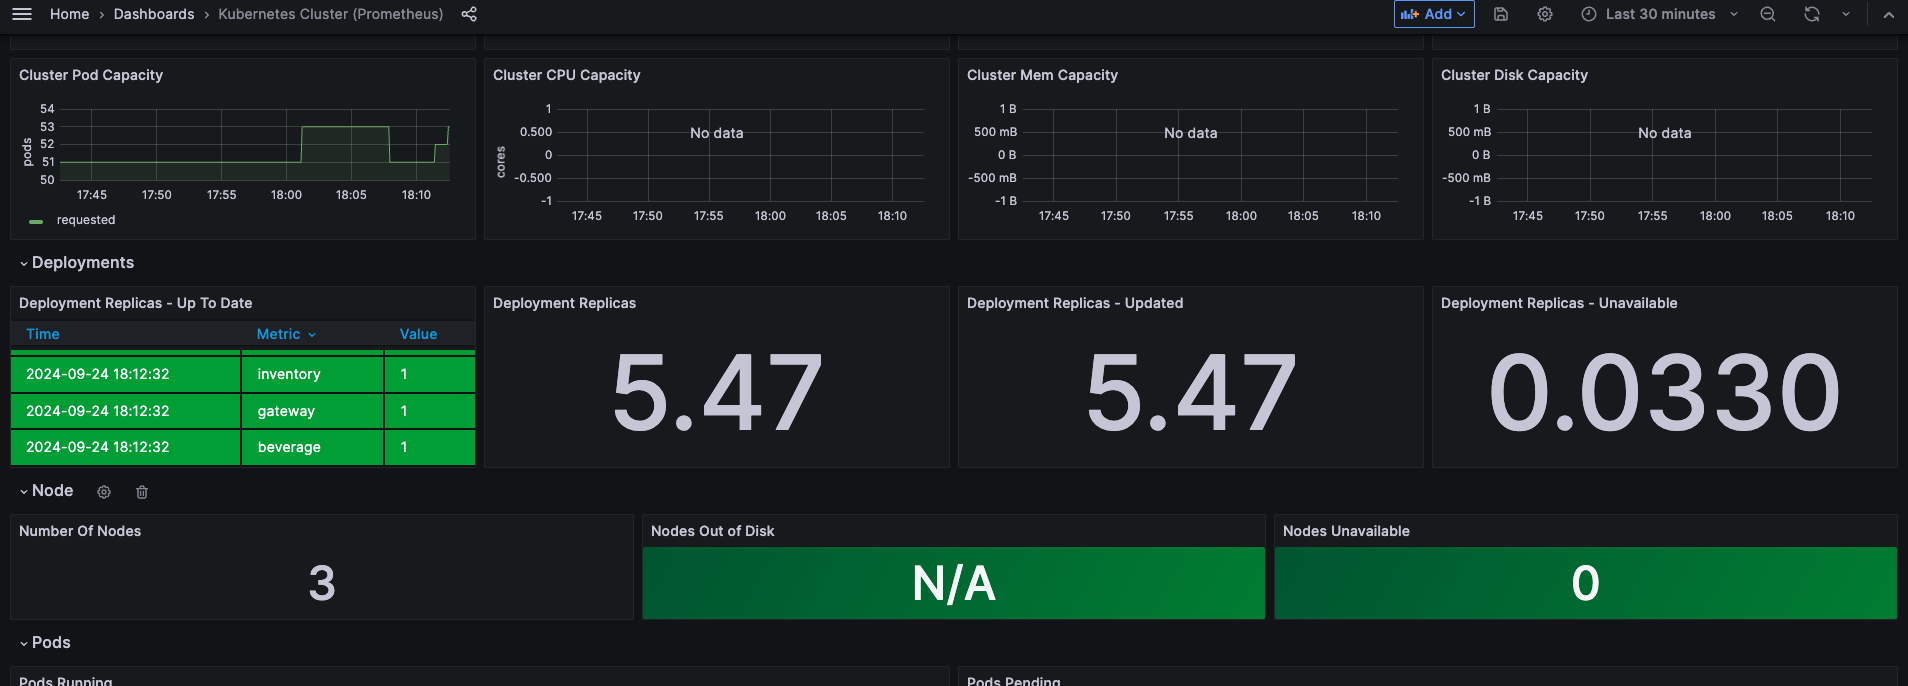 Home › Dashboards › Kubernetes Cluster (Prometheus) Add Last 30 minutes
Cluster Pod Capacity
54
53
52
51
50
pods
17:45 17:50 17:55 18:00 18:05 18:10
requested
Cluster CPU Capacity
1
0.500
0
-0.500
-1
cores
No data
17:45 17:50 17:55 18:00 18:05 18:10
Cluster Mem Capacity
1 B
500 mB
0 B
-500 mB
-1 B
No data
17:45 17:50 17:55 18:00 18:05 18:10
Cluster Disk Capacity
1 B
500 mB
0 B
-500 mB
-1 B
No data
17:45 17:50 17:55 18:00 18:05 18:10
Deployments
Deployment Replicas - Up To Date
Time Metric Value
2024-09-24 18:12:32 inventory 1
2024-09-24 18:12:32 gateway 1
2024-09-24 18:12:32 beverage 1
Deployment Replicas
5.47
Deployment Replicas - Updated
5.47
Deployment Replicas - Unavailable
0.0330
Node
Number Of Nodes
3
Nodes Out of Disk
N/A
Nodes Unavailable
0
Pods
Pods Running
Pods Pending